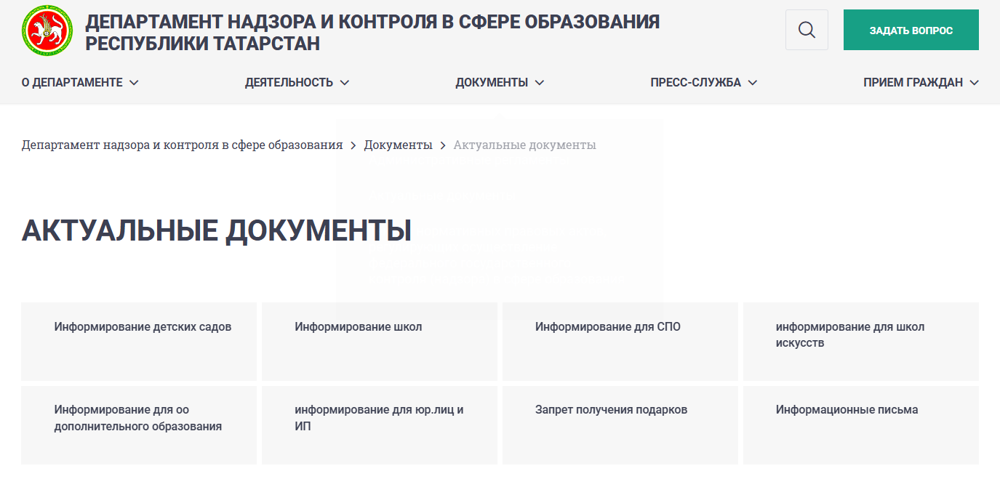 ДЕПАРТАМЕНТ НАДЗОРА И КОНТРОЛЯ В СФЕРЕ ОБРАЗОВАНИЯ
РЕСПУБЛИКИ ТАТАРСТАН
ЗАДАТЬ ВОПРОС
О ДЕПАРТАМЕНТЕ
ДЕЯТЕЛЬНОСТЬ
ДОКУМЕНТЫ
ПРЕСС-СЛУЖБА
ПРИЕМ ГРАЖДАН
Департамент надзора и контроля в сфере образования > Документы > Актуальные документы
АКТУАЛЬНЫЕ ДОКУМЕНТЫ
Информирование детских садов
Информирование школ
Информирование для СПО
информирование для школ
искусств
Информирование для оо
дополнительного образования
информирование для юр.лиц и
ИП
Запрет получения подарков
Информационные письма